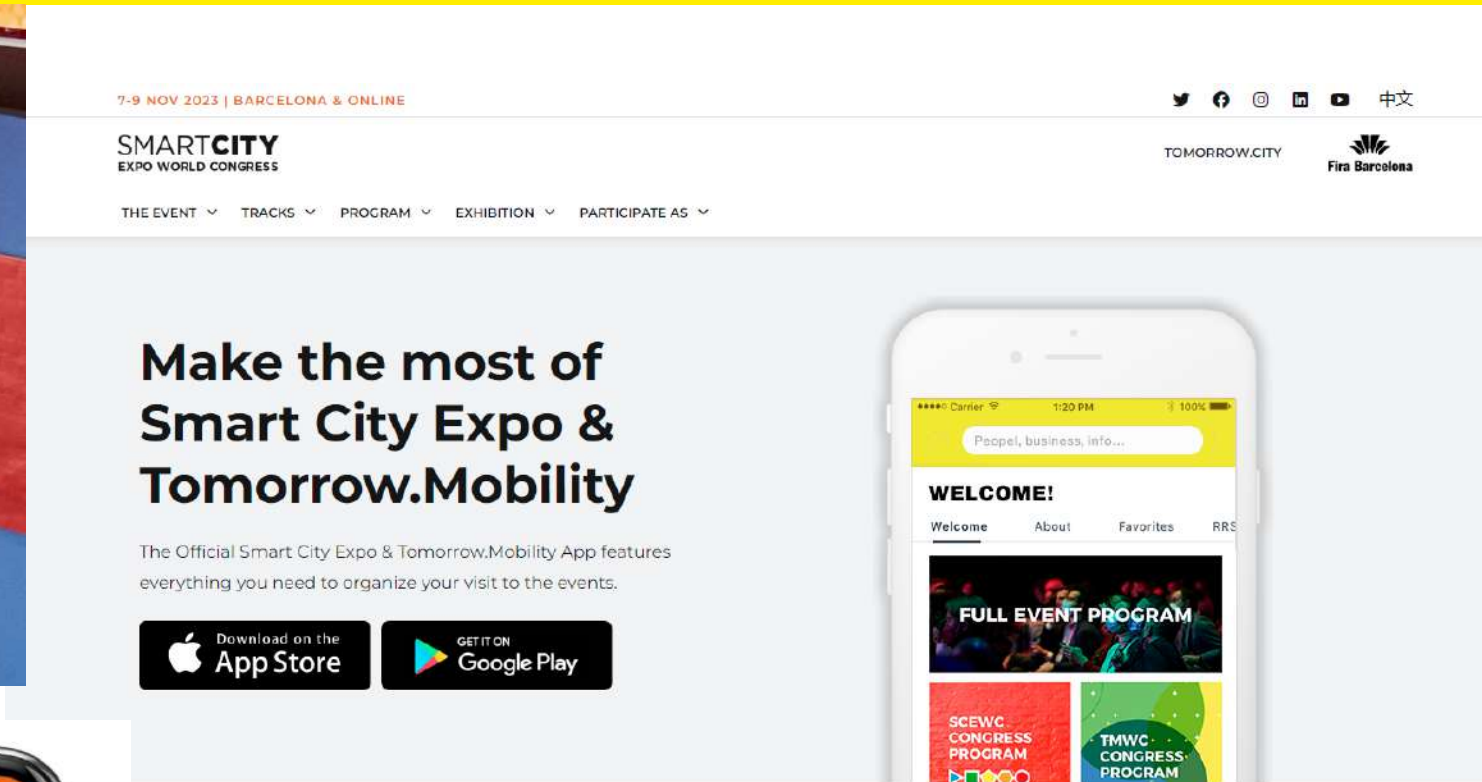 7-9 NOV 2023 | BARCELONA & ONLINE
中文
SMARTCITY
EXPO WORLD CONGRESS
TOMORROW.CITY
Fira Barcelona
THE EVENT
TRACKS
PROGRAM
EXHIBITION
PARTICIPATE AS
Make the most of
Smart City Expo &
Tomorrow.Mobility
The Official Smart City Expo & Tomorrow.Mobility App features
everything you need to organize your visit to the events.
Download on the
App Store
GET IT ON
Google Play
Carrier 1:20 PM 100%
Peopel, business, info...
WELCOME!
Welcome About Favorites RRS
FULL EVENT PROGRAM
SCEWC
CONGRESS
PROGRAM
TMWC
CONGRESS
PROGRAM